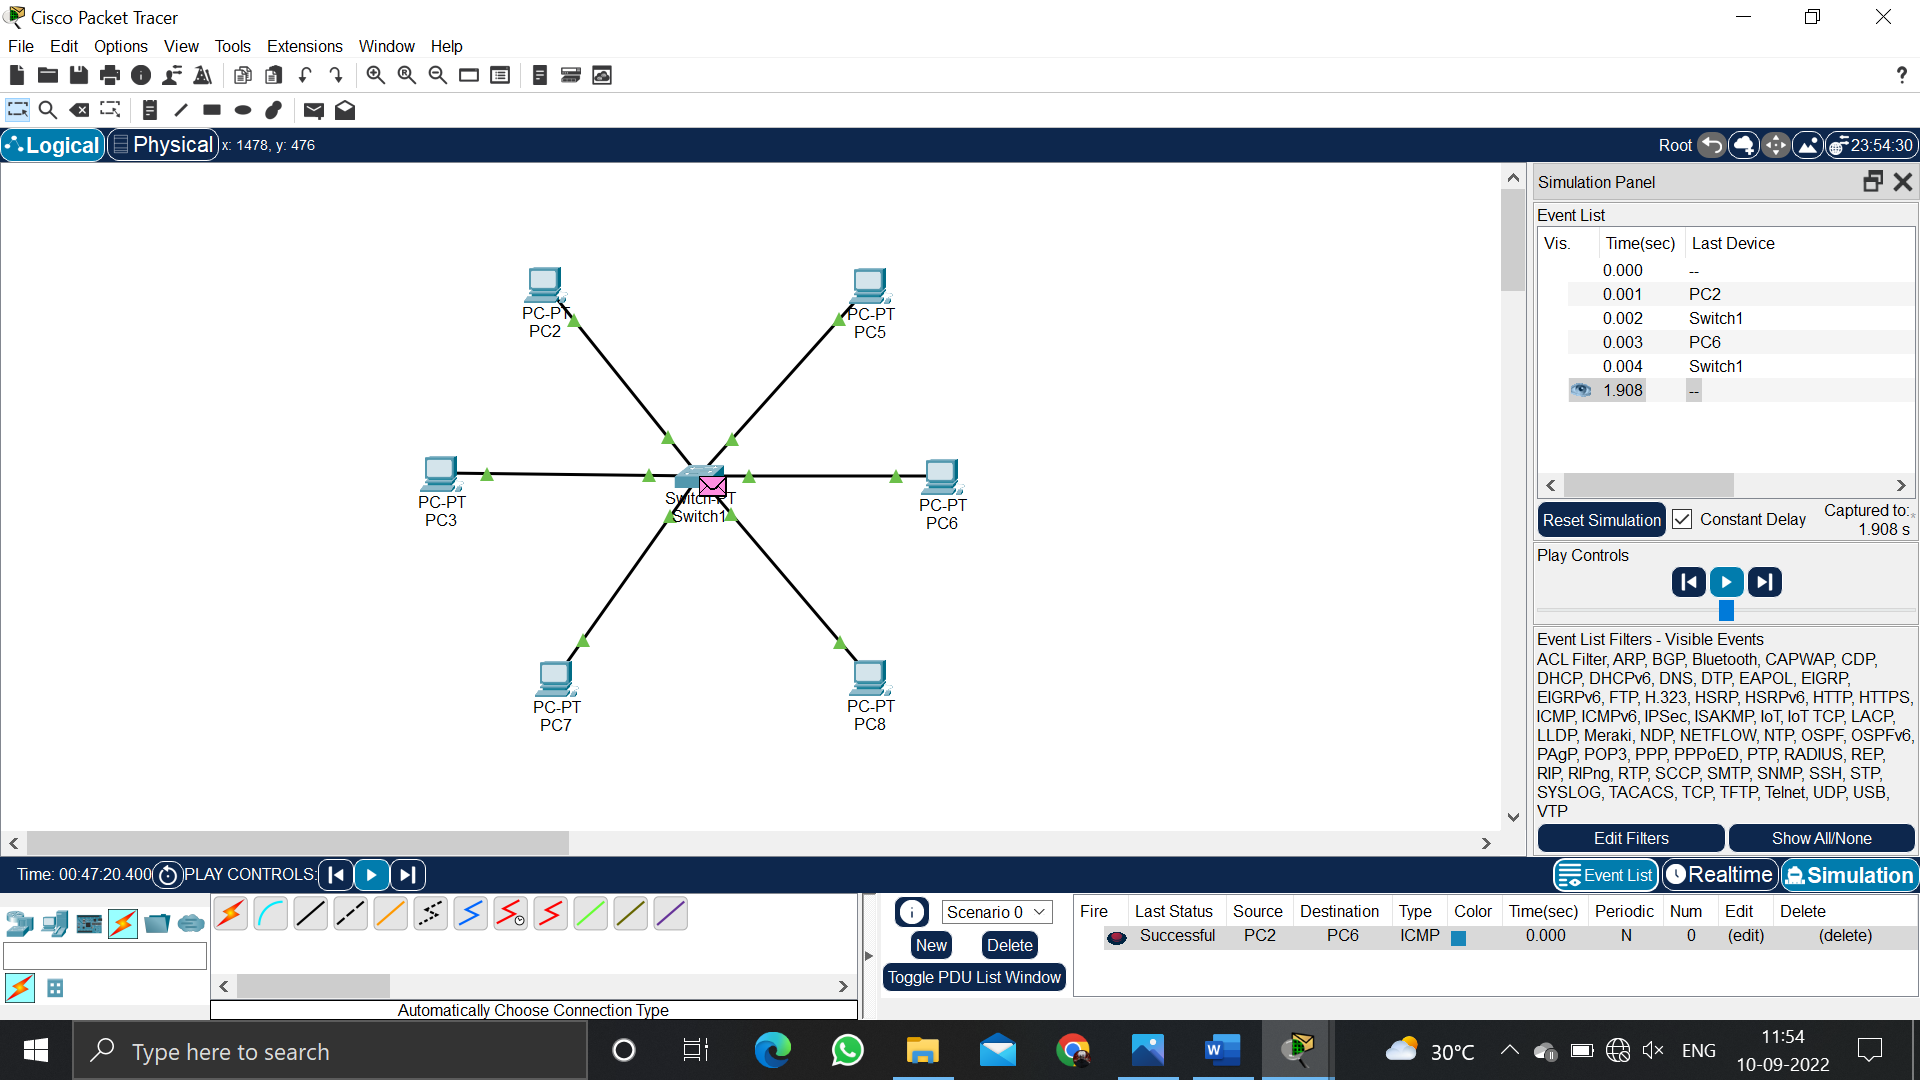 Cisco Packet Tracer
File Edit Options View Tools Extensions Window Help
?
Logical Physical x: 1478, y: 476
Root 23:54:30
Simulation Panel
Event List
Vis. Time(sec) Last Device
0.000 --
0.001 PC2
0.002 Switch1
0.003 PC6
0.004 Switch1
1.908 --
Reset Simulation Constant Delay Captured to:
1.908 s
Play Controls
Event List Filters - Visible Events
ACL Filter, ARP, BGP, Bluetooth, CAPWAP, CDP,
DHCP, DHCPv6, DNS, DTP, EAPOL, EIGRP,
EIGRPv6, FTP, H.323, HSRP, HSRPv6, HTTP, HTTPS,
ICMP, ICMPv6, IPSec, ISAKMP, IoT, IoT TCP, LACP,
LLDP, Meraki, NDP, NETFLOW, NTP, OSPF, OSPFv6,
PAgP, POP3, PPP, PPPoED, PTP, RADIUS, REP,
RIP, RIPng, RTP, SCCP, SMTP, SNMP, SSH, STP,
SYSLOG, TACACS, TCP, TFTP, Telnet, UDP, USB,
VTP
Edit Filters Show All/None
PC-PT
PC2
PC-PT
PC5
PC-PT
PC3
Switch-PT
Switch1
PC-PT
PC6
PC-PT
PC7
PC-PT
PC8
Time: 00:47:20.400 PLAY CONTROLS:
Event List Realtime Simulation
Automatically Choose Connection Type
Scenario 0
New Delete
Toggle PDU List Window
Fire Last Status Source Destination Type Color Time(sec) Periodic Num Edit Delete
Successful PC2 PC6 ICMP 0.000 N 0 (edit) (delete)
Type here to search
30°C
ENG
11:54
10-09-2022